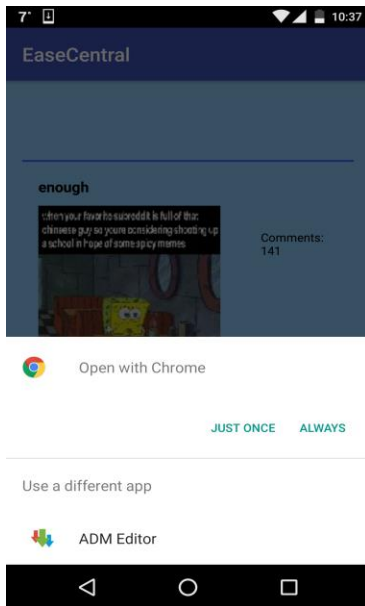 7°
10:37
EaseCentral
enough
when your favorite subreddit is full of that
chinsese guy so youre considering shooting up
a school in hope of some spicy memes
Comments:
141
Open with Chrome
JUST ONCE ALWAYS
Use a different app
ADM Editor